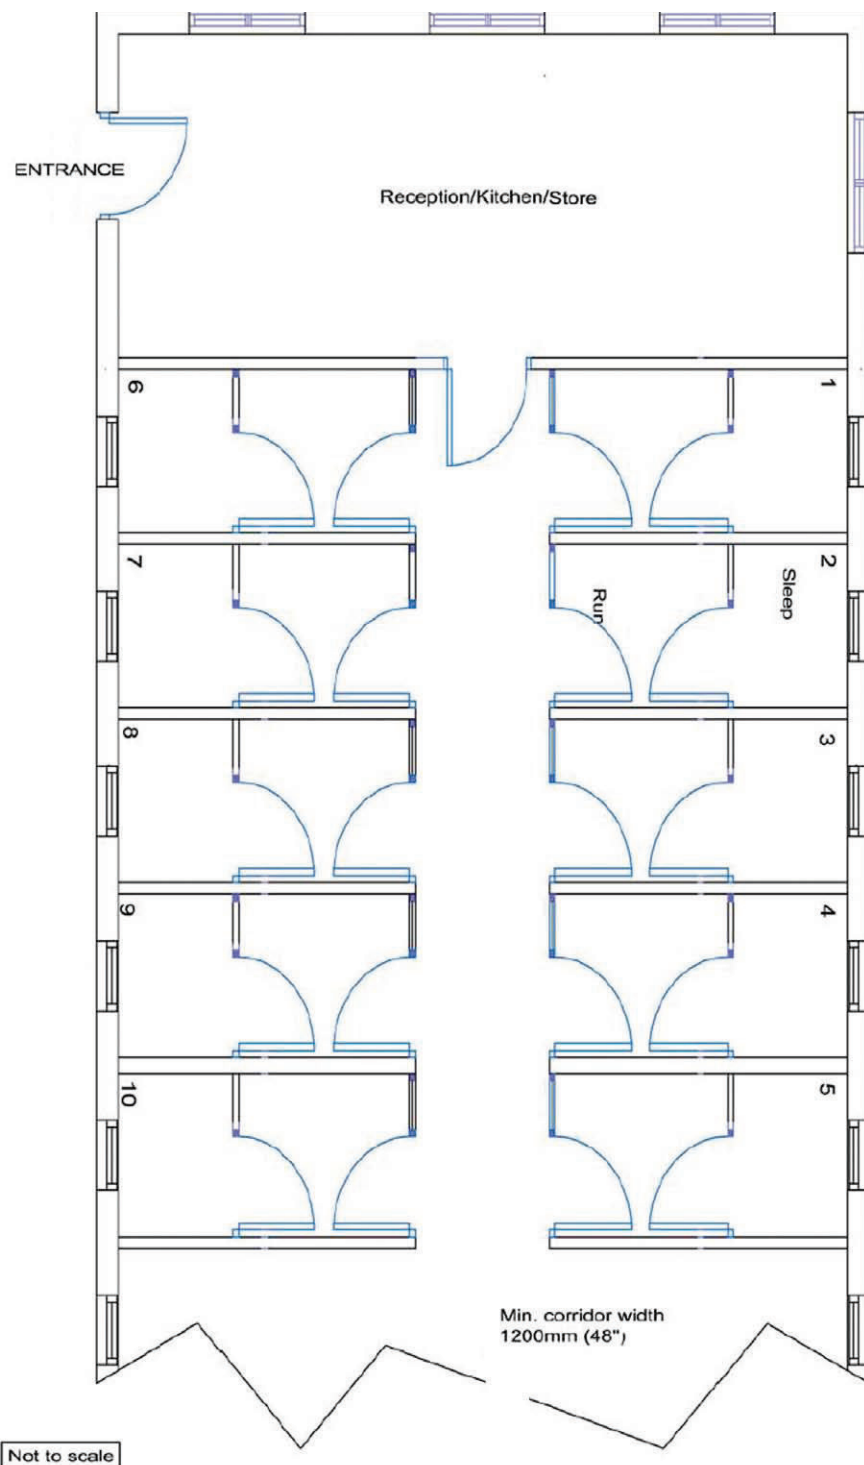 ENTRANCE
Reception/Kitchen/Store
6
1
7
2
Sleep
Run
8
3
9
4
10
5
Min. corridor width
1200mm (48")
Not to scale